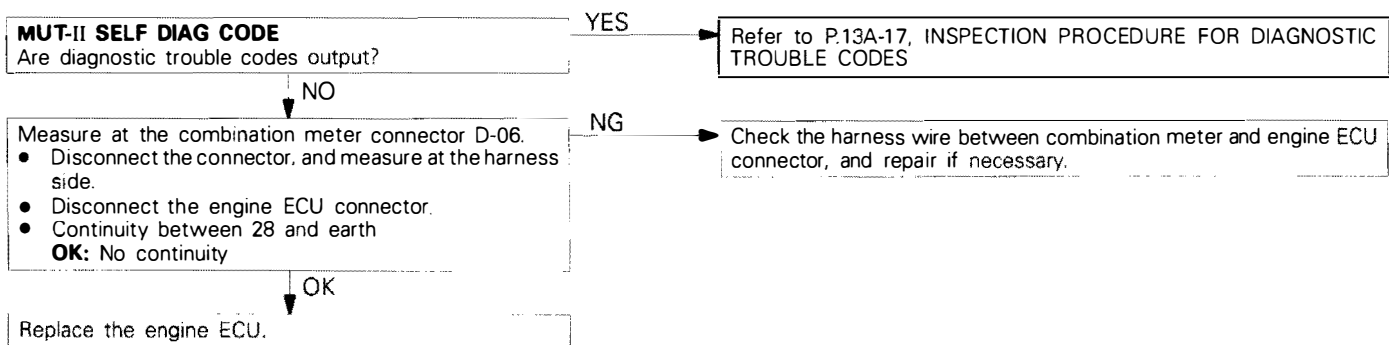 MUT-II SELF DIAG CODE
Are diagnostic trouble codes output?
YES
Refer to P.13A-17, INSPECTION PROCEDURE FOR DIAGNOSTIC
TROUBLE CODES
NO
Measure at the combination meter connector D-06.
● Disconnect the connector, and measure at the harness
side.
● Disconnect the engine ECU connector.
● Continuity between 28 and earth
OK: No continuity
NG
Check the harness wire between combination meter and engine ECU
connector, and repair if necessary.
OK
Replace the engine ECU.